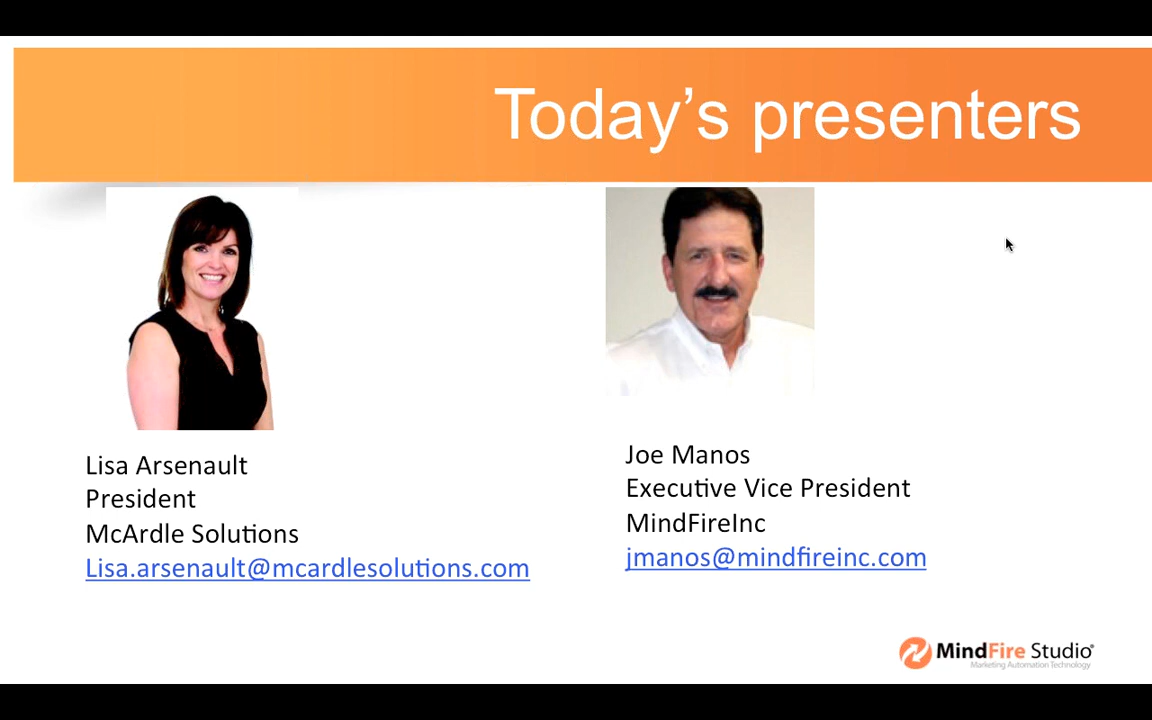 Today’s presenters
Lisa Arsenault
President
McArdle Solutions
Lisa.arsenault@mcardlesolutions.com
Joe Manos
Executive Vice President
MindFireInc
jmanos@mindfireinc.com
MindFire Studio®
Marketing Automation Technology